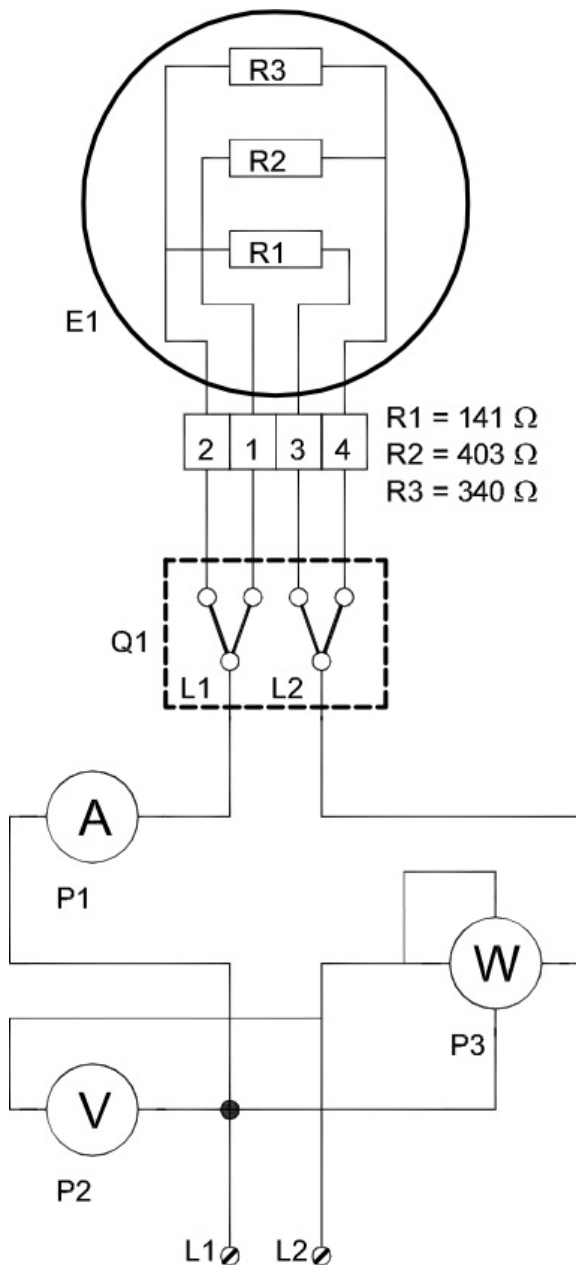 R3
R2
R1
E1
R1 = 141 Ω
2 1 3 4
R2 = 403 Ω
R3 = 340 Ω
Q1
L1 L2
A
P1
W
P3
V
P2
L1 L2